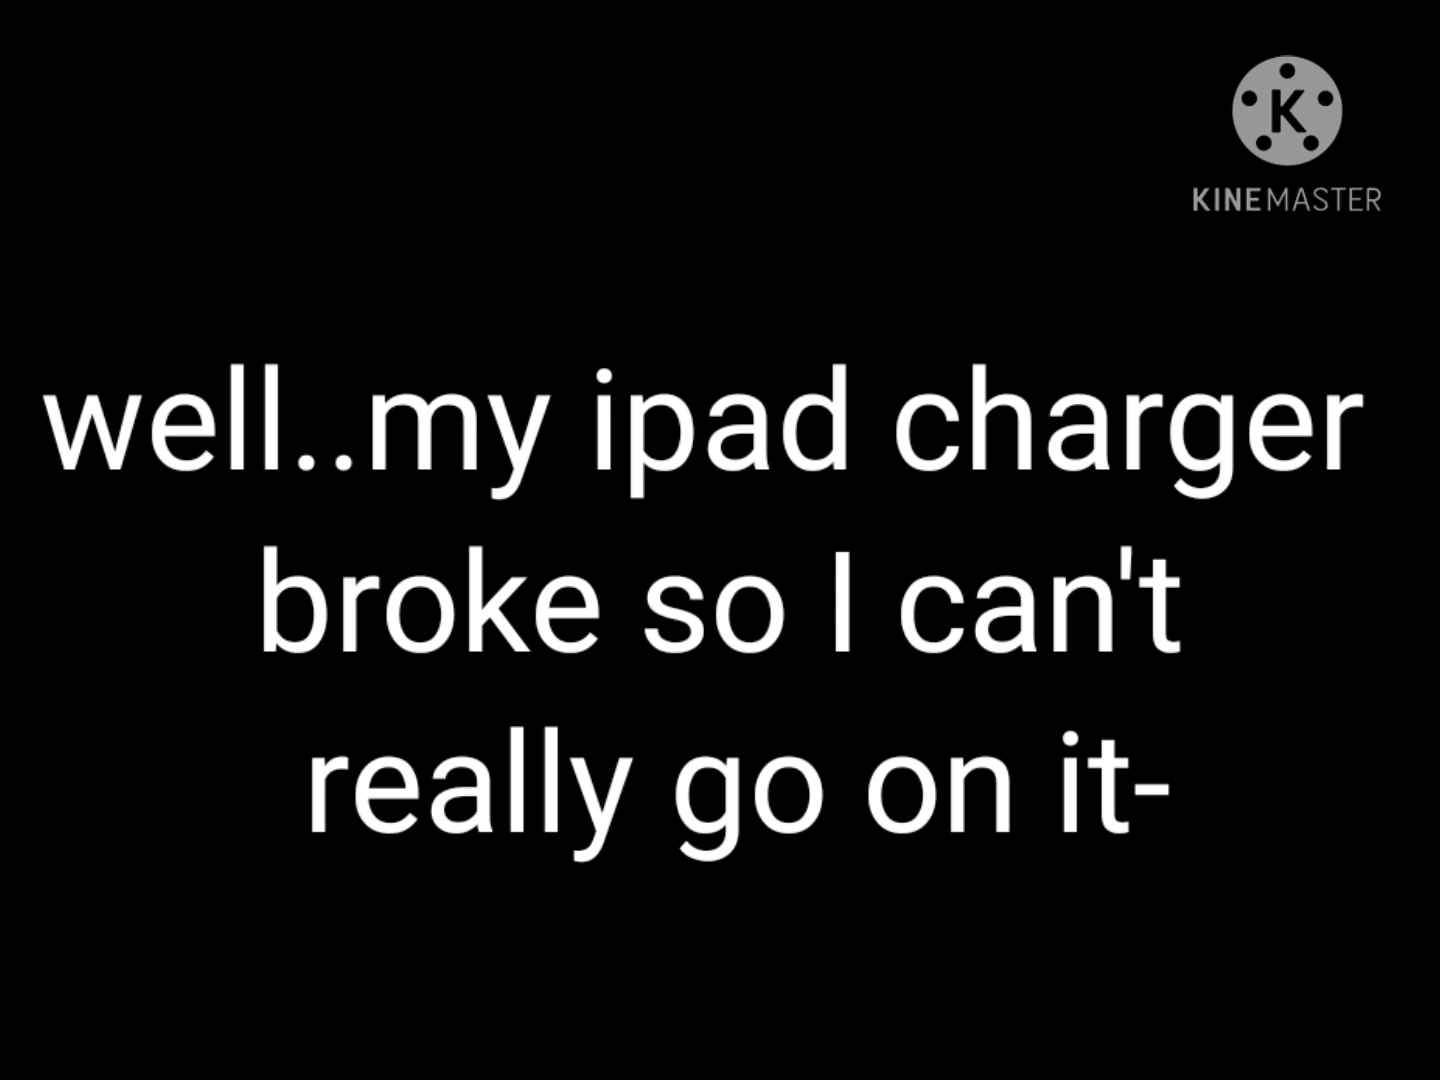 K
KINEMASTER
well..my ipad charger
broke so I can't
really go on it-